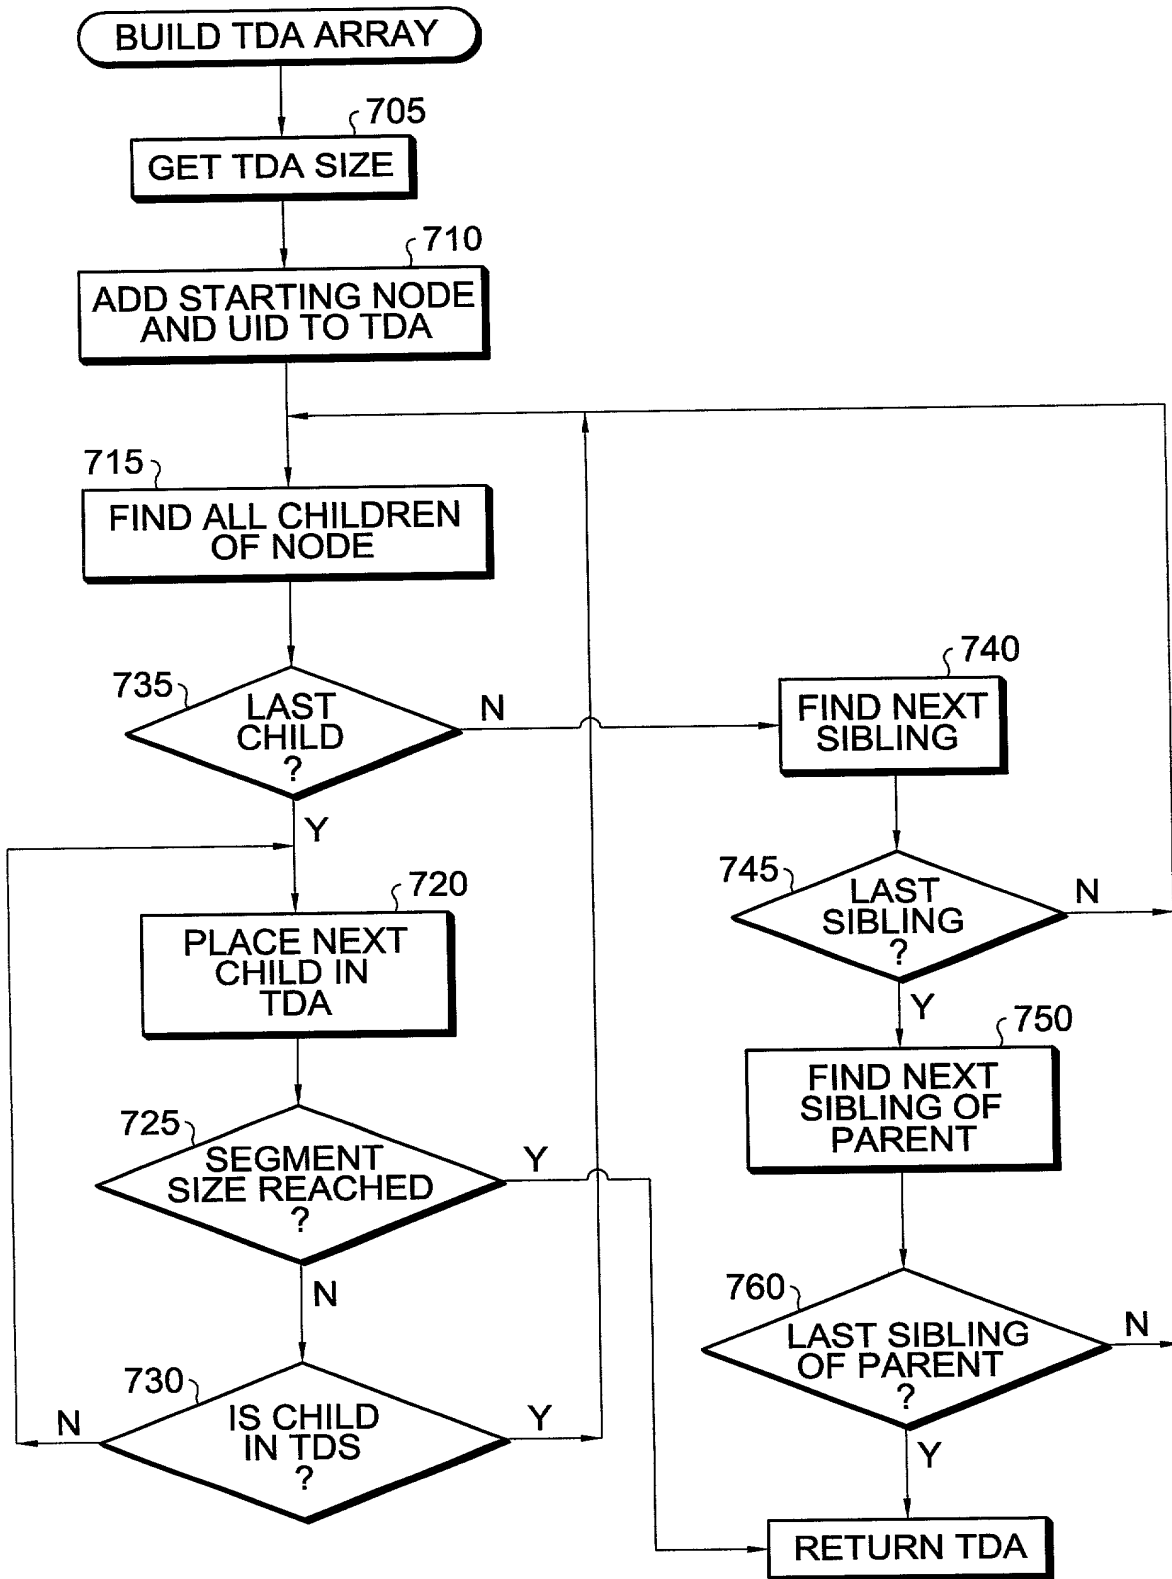 BUILD TDA ARRAY
705
GET TDA SIZE
710
ADD STARTING NODE
AND UID TO TDA
715
FIND ALL CHILDREN
OF NODE
735
LAST
CHILD
?
N
Y
740
FIND NEXT
SIBLING
745
LAST
SIBLING
?
N
Y
720
PLACE NEXT
CHILD IN
TDA
725
SEGMENT
SIZE REACHED
?
Y
N
750
FIND NEXT
SIBLING OF
PARENT
730
IS CHILD
IN TDS
?
N
Y
760
LAST SIBLING
OF PARENT
?
N
Y
RETURN TDA